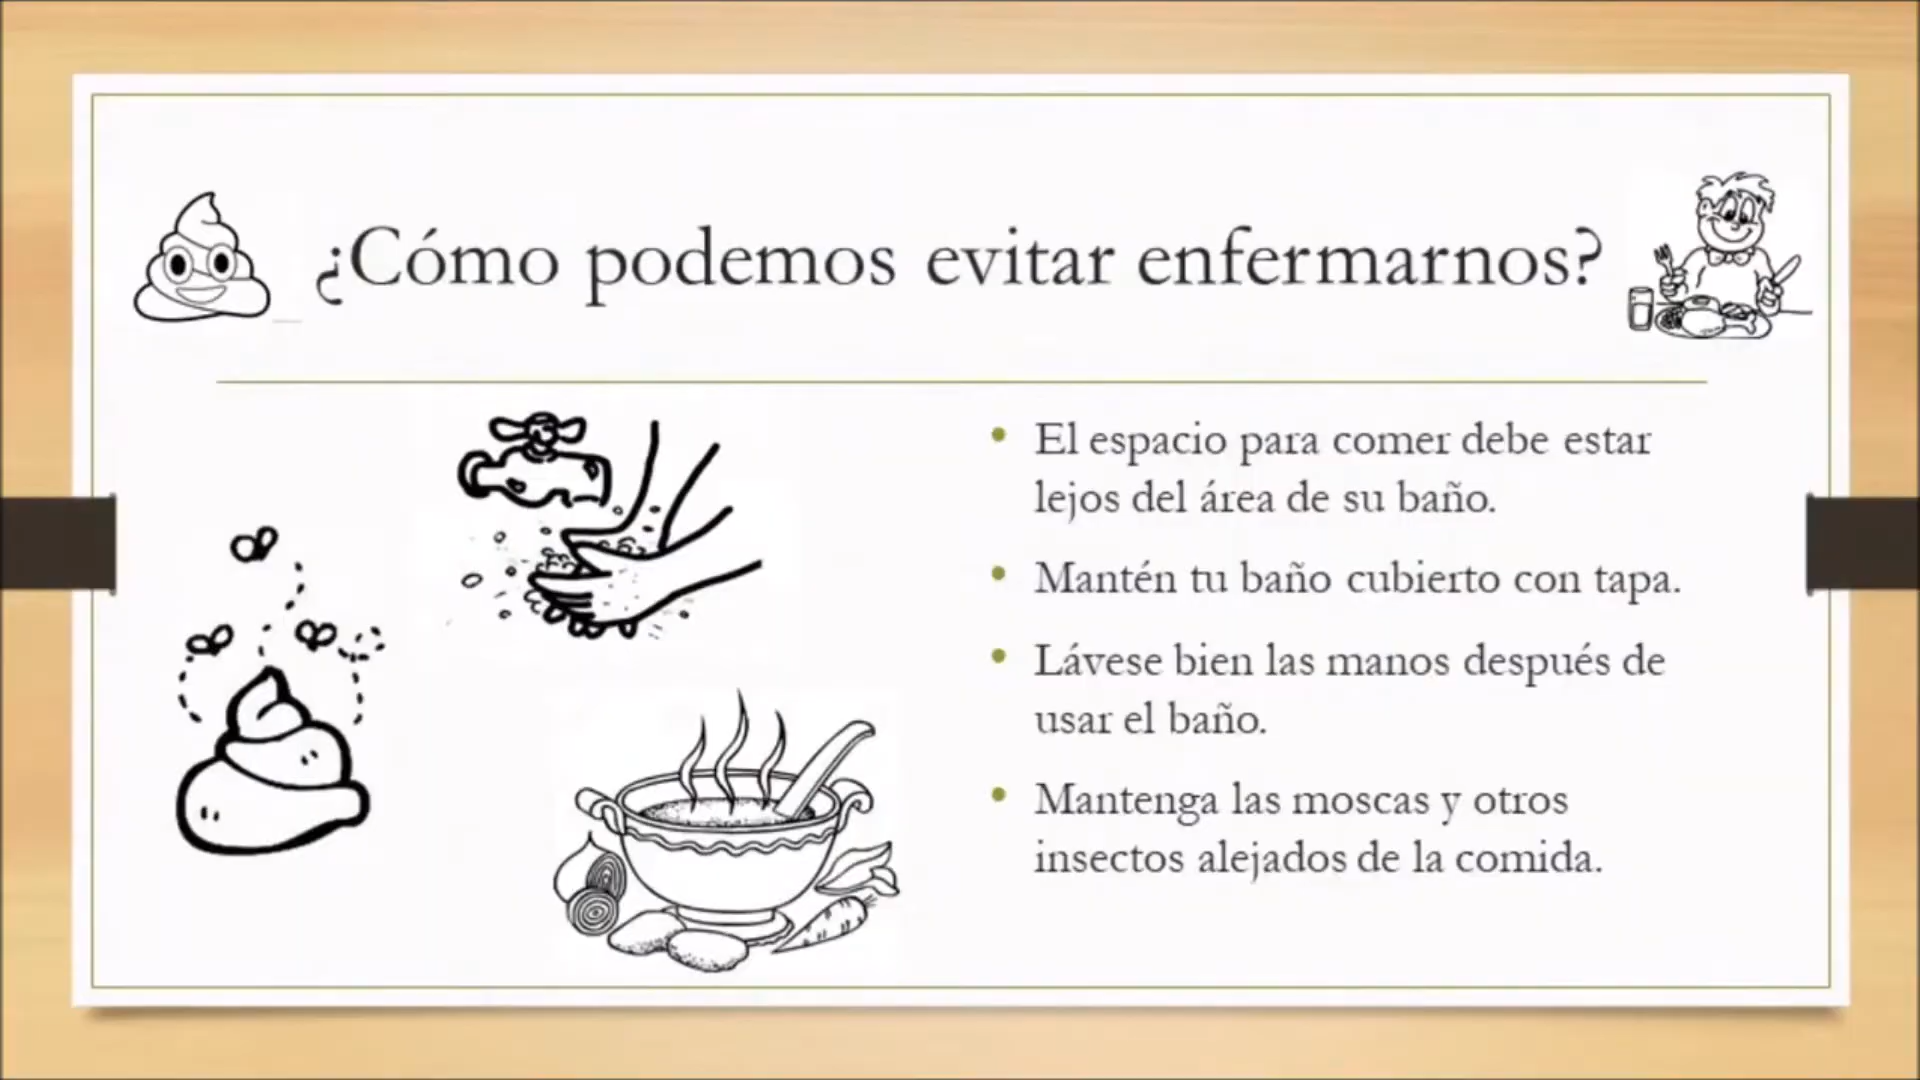 ¿Cómo podemos evitar enfermarnos?
• El espacio para comer debe estar
lejos del área de su baño.
• Mantén tu baño cubierto con tapa.
• Lávese bien las manos después de
usar el baño.
• Mantenga las moscas y otros
insectos alejados de la comida.